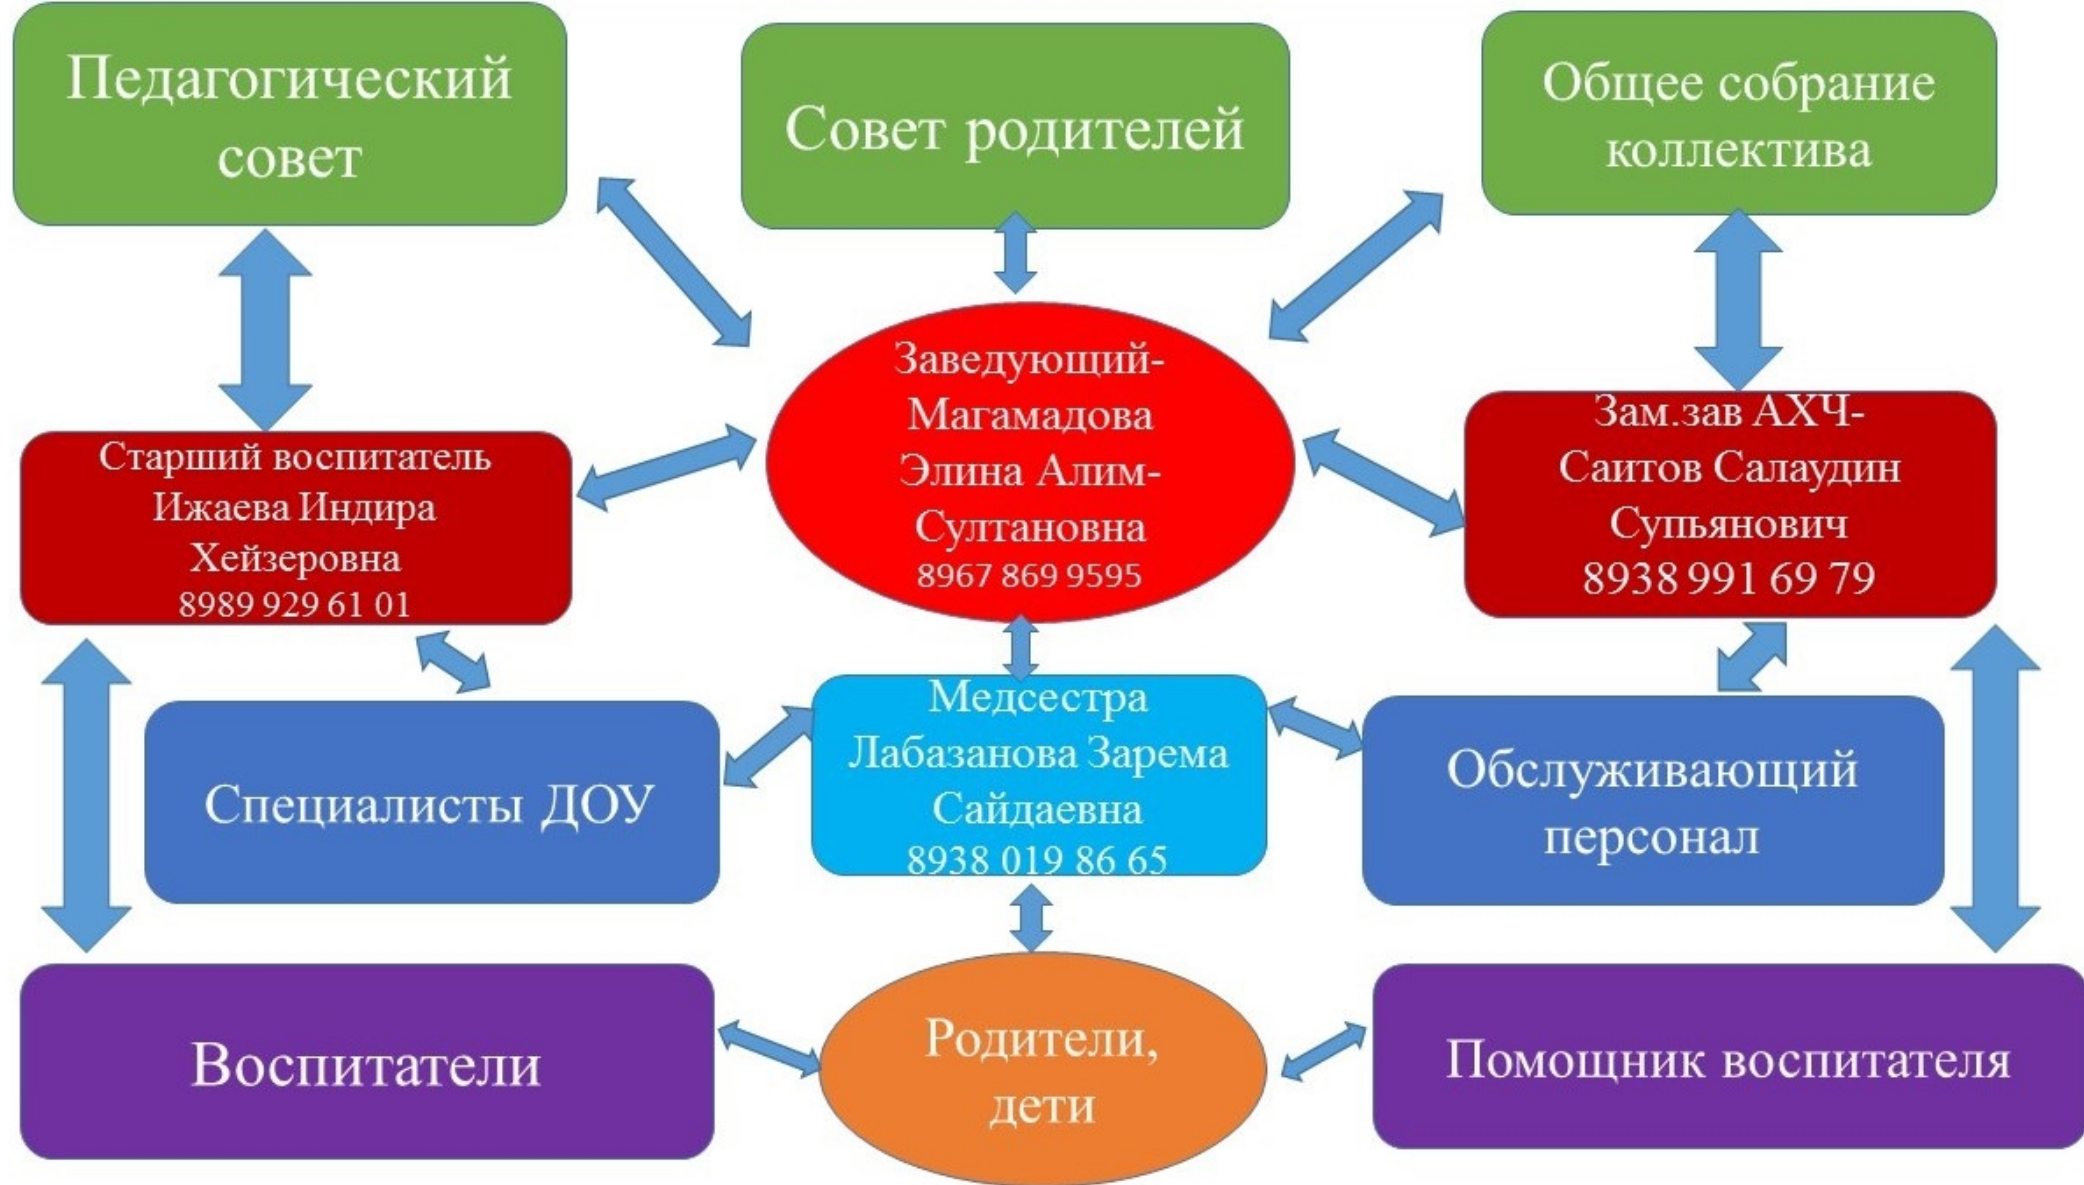 Педагогический
совет
Совет родителей
Общее собрание
коллектива
Старший воспитатель
Ижаева Индира
Хейзеровна
8989 929 61 01
Заведующий-
Магамадова
Элина Алим-
Султановна
8967 869 9595
Зам.зав АХЧ-
Саитов Салаудин
Супьянович
8938 991 69 79
Специалисты ДОУ
Медсестра
Лабазанова Зарема
Сайдаевна
8938 019 86 65
Обслуживающий
персонал
Воспитатели
Родители,
дети
Помощник воспитателя